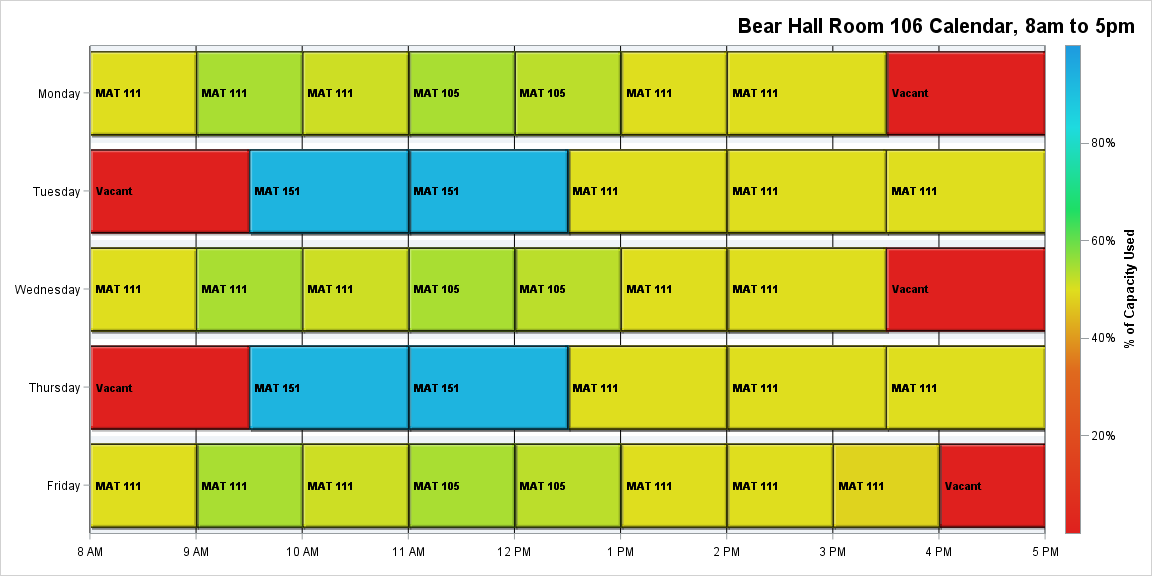 Bear Hall Room 106 Calendar, 8am to 5pm
Monday
MAT 111
MAT 111
MAT 111
MAT 105
MAT 105
MAT 111
MAT 111
Vacant
Tuesday
Vacant
MAT 151
MAT 151
MAT 111
MAT 111
MAT 111
Wednesday
MAT 111
MAT 111
MAT 111
MAT 105
MAT 105
MAT 111
MAT 111
Vacant
Thursday
Vacant
MAT 151
MAT 151
MAT 111
MAT 111
MAT 111
Friday
MAT 111
MAT 111
MAT 111
MAT 105
MAT 105
MAT 111
MAT 111
MAT 111
Vacant
8 AM
9 AM
10 AM
11 AM
12 PM
1 PM
2 PM
3 PM
4 PM
5 PM
80%
60%
40%
20%
% of Capacity Used